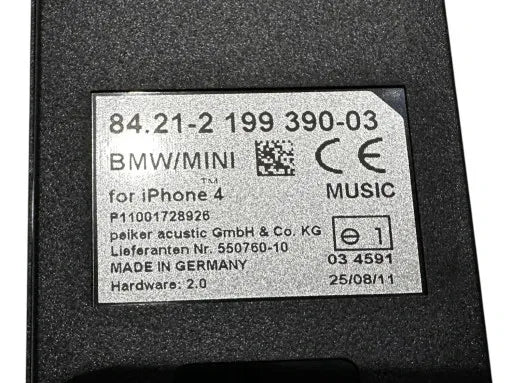 84.21-2 199 390-03
BMW/MINI CE
for iPhone™ 4 MUSIC
P11001728926
peiker acustic GmbH & Co. KG e 1
Lieferanten Nr. 550760-10
MADE IN GERMANY 03 4591
Hardware: 2.0 25/08/11